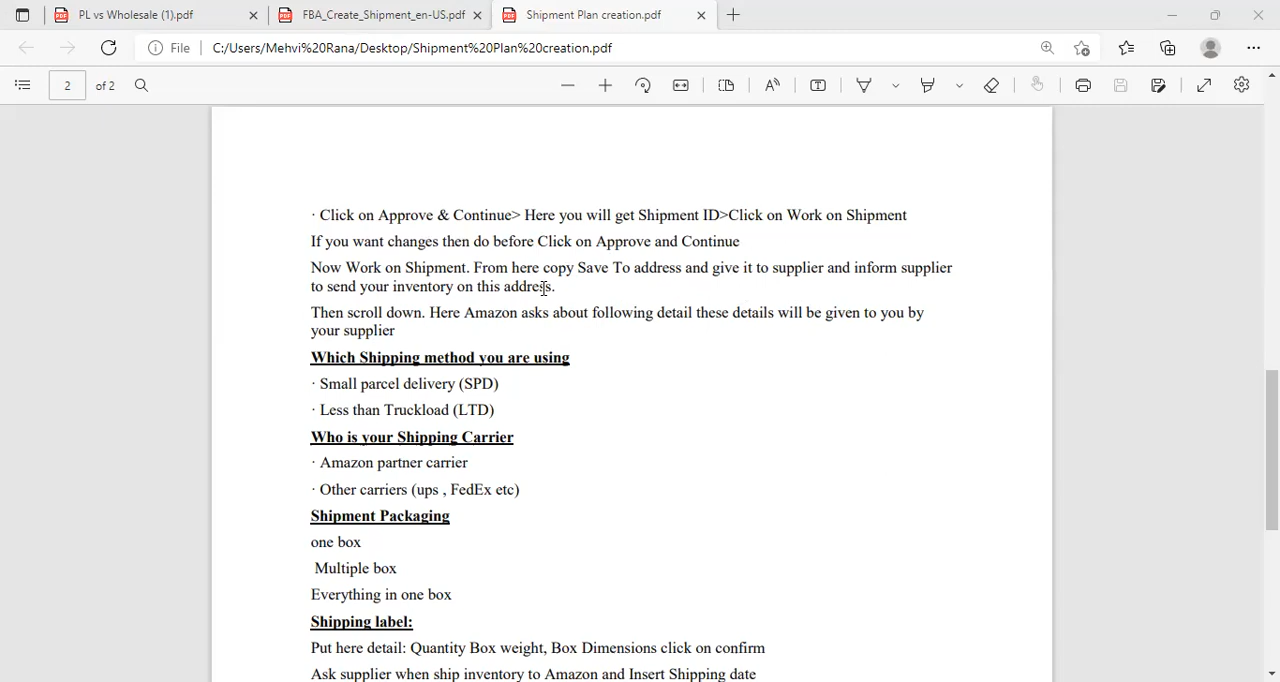 PL vs Wholesale (1).pdf
FBA_Create_Shipment_en-US.pdf
Shipment Plan creation.pdf
File
C:/Users/Mehvi%20Rana/Desktop/Shipment%20Plan%20creation.pdf
2 of 2
· Click on Approve & Continue> Here you will get Shipment ID>Click on Work on Shipment
If you want changes then do before Click on Approve and Continue
Now Work on Shipment. From here copy Save To address and give it to supplier and inform supplier
to send your inventory on this address.
Then scroll down. Here Amazon asks about following detail these details will be given to you by
your supplier
Which Shipping method you are using
· Small parcel delivery (SPD)
· Less than Truckload (LTD)
Who is your Shipping Carrier
· Amazon partner carrier
· Other carriers (ups , FedEx etc)
Shipment Packaging
one box
Multiple box
Everything in one box
Shipping label:
Put here detail: Quantity Box weight, Box Dimensions click on confirm
Ask supplier when ship inventory to Amazon and Insert Shipping date